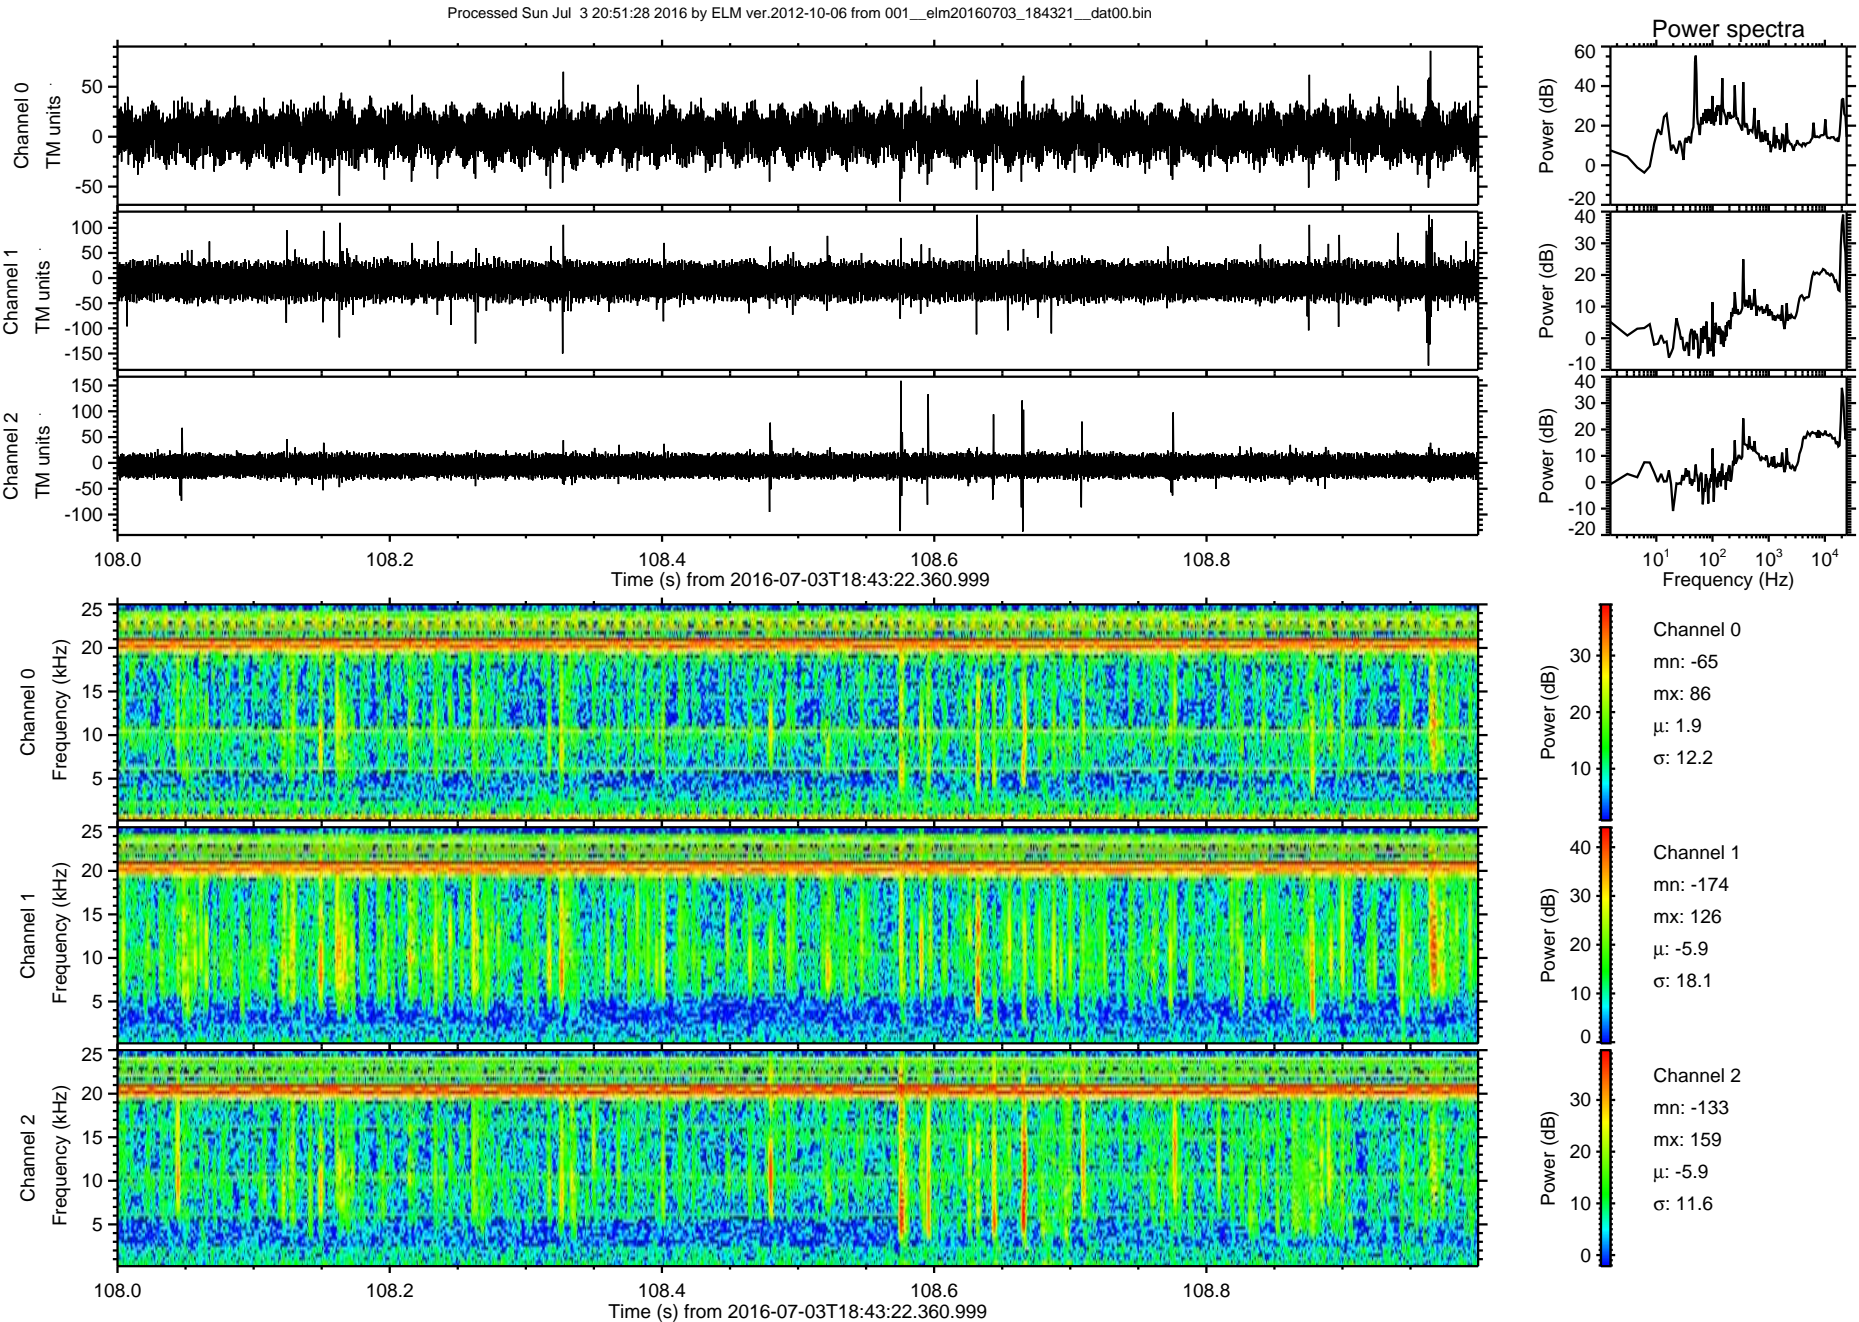 Processed Sun Jul  3 20:51:28 2016 by ELM ver.2012-10-06 from 001__elm20160703_184321__dat00.bin
Power spectra
Channel 0
TM units
50
0
-50
Power (dB)
60
40
20
0
-20
Channel 1
TM units
100
50
0
-50
-100
-150
Power (dB)
40
30
20
10
0
-10
Channel 2
TM units
150
100
50
0
-50
-100
Power (dB)
40
30
20
10
0
-10
-20
108.0 108.2 108.4 108.6 108.8
Time (s) from 2016-07-03T18:43:22.360.999
10^1 10^2 10^3 10^4
Frequency (Hz)
Channel 0
Frequency (kHz)
25
20
15
10
5
Power (dB)
30
20
10
Channel 0
mn: -65
mx: 86
μ: 1.9
σ: 12.2
Channel 1
Frequency (kHz)
25
20
15
10
5
Power (dB)
40
30
20
10
0
Channel 1
mn: -174
mx: 126
μ: -5.9
σ: 18.1
Channel 2
Frequency (kHz)
25
20
15
10
5
Power (dB)
30
20
10
0
Channel 2
mn: -133
mx: 159
μ: -5.9
σ: 11.6
108.0 108.2 108.4 108.6 108.8
Time (s) from 2016-07-03T18:43:22.360.999